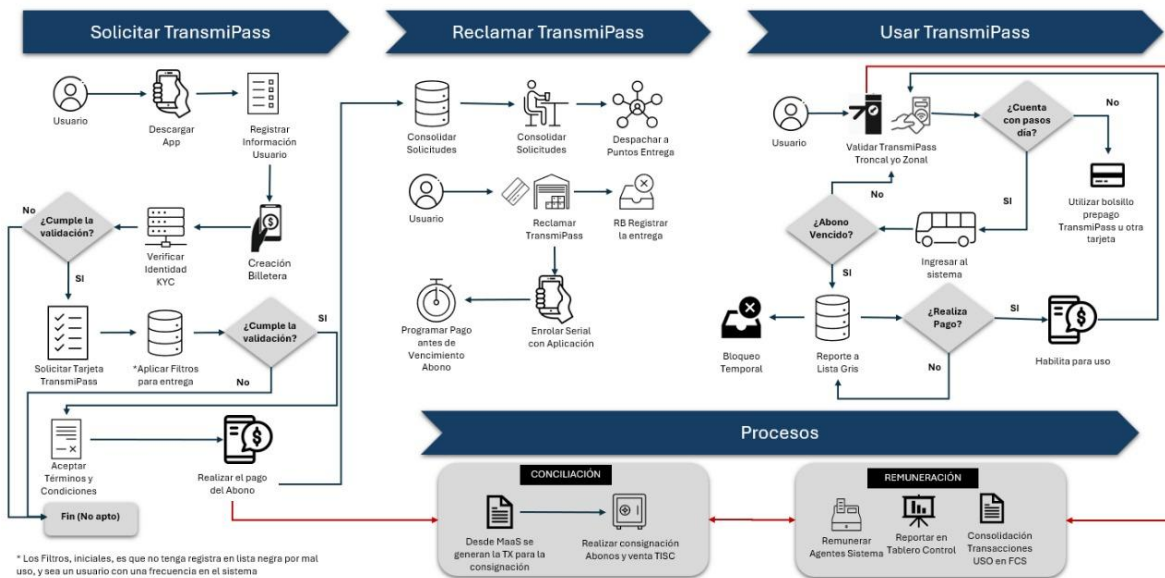 Solicitar TransmiPass
Reclamar TransmiPass
Usar TransmiPass
Usuario
Descargar
App
Registrar
Información
Usuario
Creación
Billetera
Verificar
Identidad
KYC
¿Cumple la
validación?
No
SI
Solicitar Tarjeta
TransmiPass
*Aplicar Filtros
para entrega
¿Cumple la
validación?
SI
No
Aceptar
Términos y
Condiciones
Realizar el pago
del Abono
Fin (No apto)
* Los Filtros, iniciales, es que no tenga registra en lista negra por mal
uso, y sea un usuario con una frecuencia en el sistema
Consolidar
Solicitudes
Consolidar
Solicitudes
Despachar a
Puntos Entrega
Usuario
Reclamar
TransmiPass
RB Registrar
la entrega
Programar Pago
antes de
Vencimiento
Abono
Enrolar Serial
con Aplicación
Usuario
Validar TransmiPass
Troncal yo Zonal
¿Cuenta
con pasos
día?
No
SI
Utilizar bolsillo
prepago
TransmiPass u otra
tarjeta
Ingresar al
sistema
¿Abono
Vencido?
No
SI
Bloqueo
Temporal
Reporte a
Lista Gris
¿Realiza
Pago?
SI
No
Habilita para uso
Procesos
CONCILIACIÓN
Desde MaaS se
generan la TX para la
consignación
Realizar consignación
Abonos y venta TISC
REMUNERACIÓN
Remunerar
Agentes Sistema
Reportar en
Tablero Control
Consolidación
Transacciones
USO en FCS